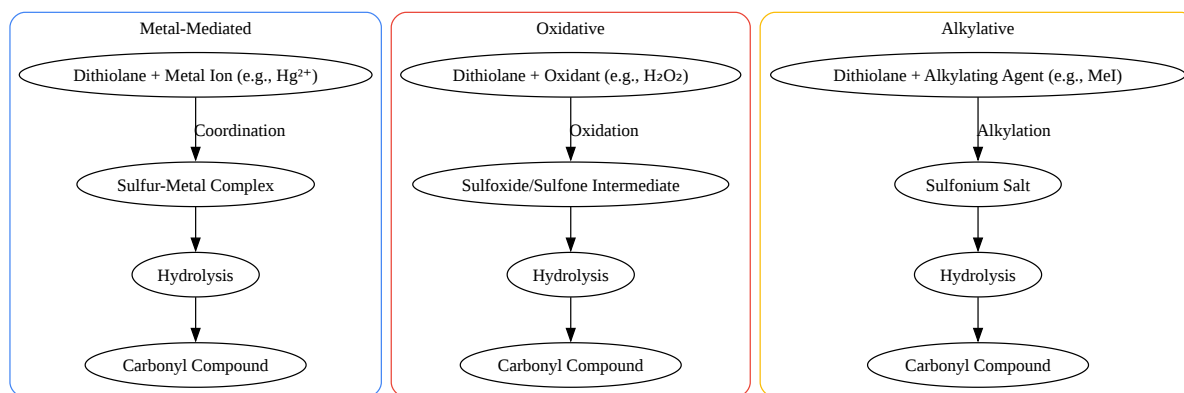 Metal-Mediated
Dithiolane + Metal Ion (e.g., Hg²⁺)
Coordination
Sulfur-Metal Complex
Hydrolysis
Carbonyl Compound
Oxidative
Dithiolane + Oxidant (e.g., H₂O₂)
Oxidation
Sulfoxide/Sulfone Intermediate
Hydrolysis
Carbonyl Compound
Alkylative
Dithiolane + Alkylating Agent (e.g., MeI)
Alkylation
Sulfonium Salt
Hydrolysis
Carbonyl Compound